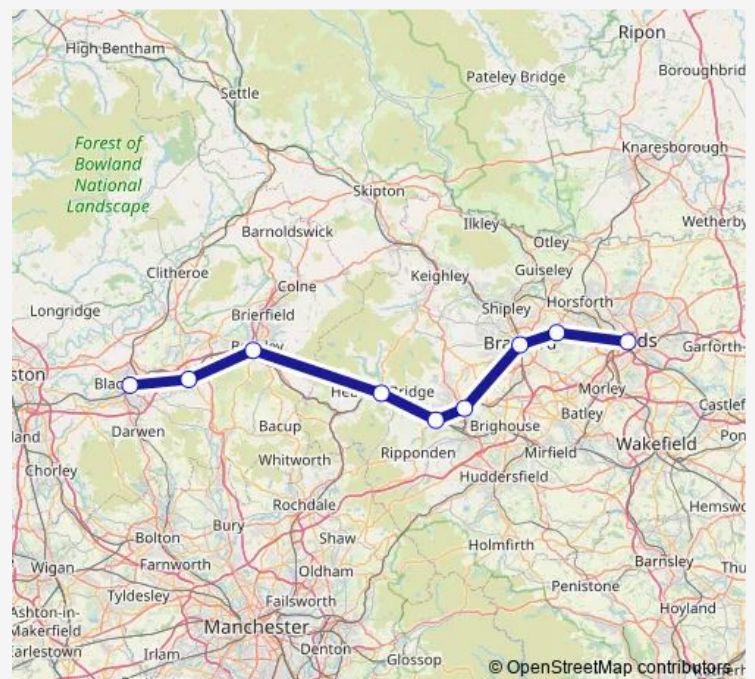 Ripon
High Bentham
Pateley Bridge
Settle
Boroughbrid
Forest of
Bowland
National
Landscape
Knaresborough
Skipton
Ilkley
Wetherby
Barnoldswick
Otley
Clitheroe
Keighley
Guiseley
Colne
Horsforth
Longridge
Shipley
Brierfield
Garforth-
ston
Morley
Castlef
Darwen
Bacup
Brighouse
Batley
land
Ripponden
Mirfield
Wakefield
Pon
Whitworth
Chorley
Huddersfield
Rochdale
Hemswo
Bury
Shaw
Bolton
Holmfirth
Wigan
Farnworth
Oldham
Barnsley
Thu
Tyldesley
Failsworth
Penistone
Hoyland
Ashton-in-
Makerfield
Manchester
earlestown
Irlam
Denton
Glossop
© OpenStreetMap contributors